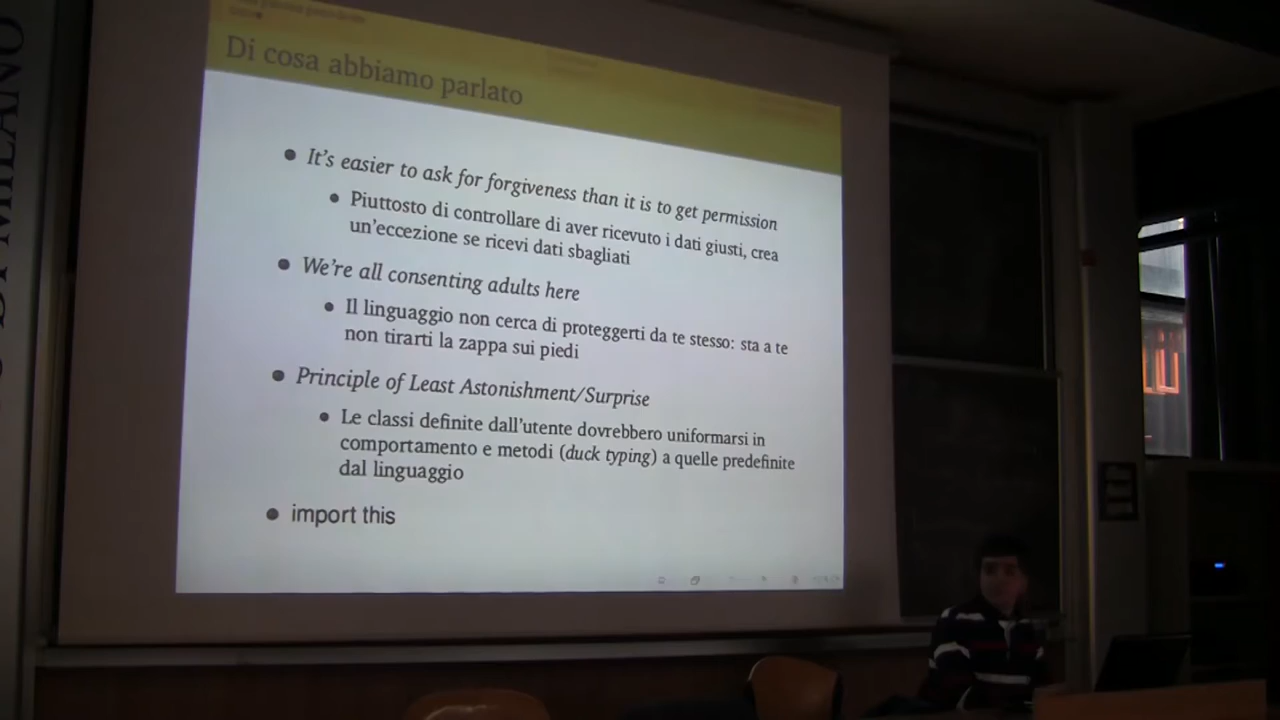 DI MILANO
Di cosa abbiamo parlato
• It's easier to ask for forgiveness than it is to get permission
• Piuttosto di controllare di aver ricevuto i dati giusti, crea
un'eccezione se ricevi dati sbagliati
• We're all consenting adults here
• Il linguaggio non cerca di proteggerti da te stesso: sta a te
non tirarti la zappa sui piedi
• Principle of Least Astonishment/Surprise
• Le classi definite dall'utente dovrebbero uniformarsi in
comportamento e metodi (duck typing) a quelle predefinite
dal linguaggio
• import this